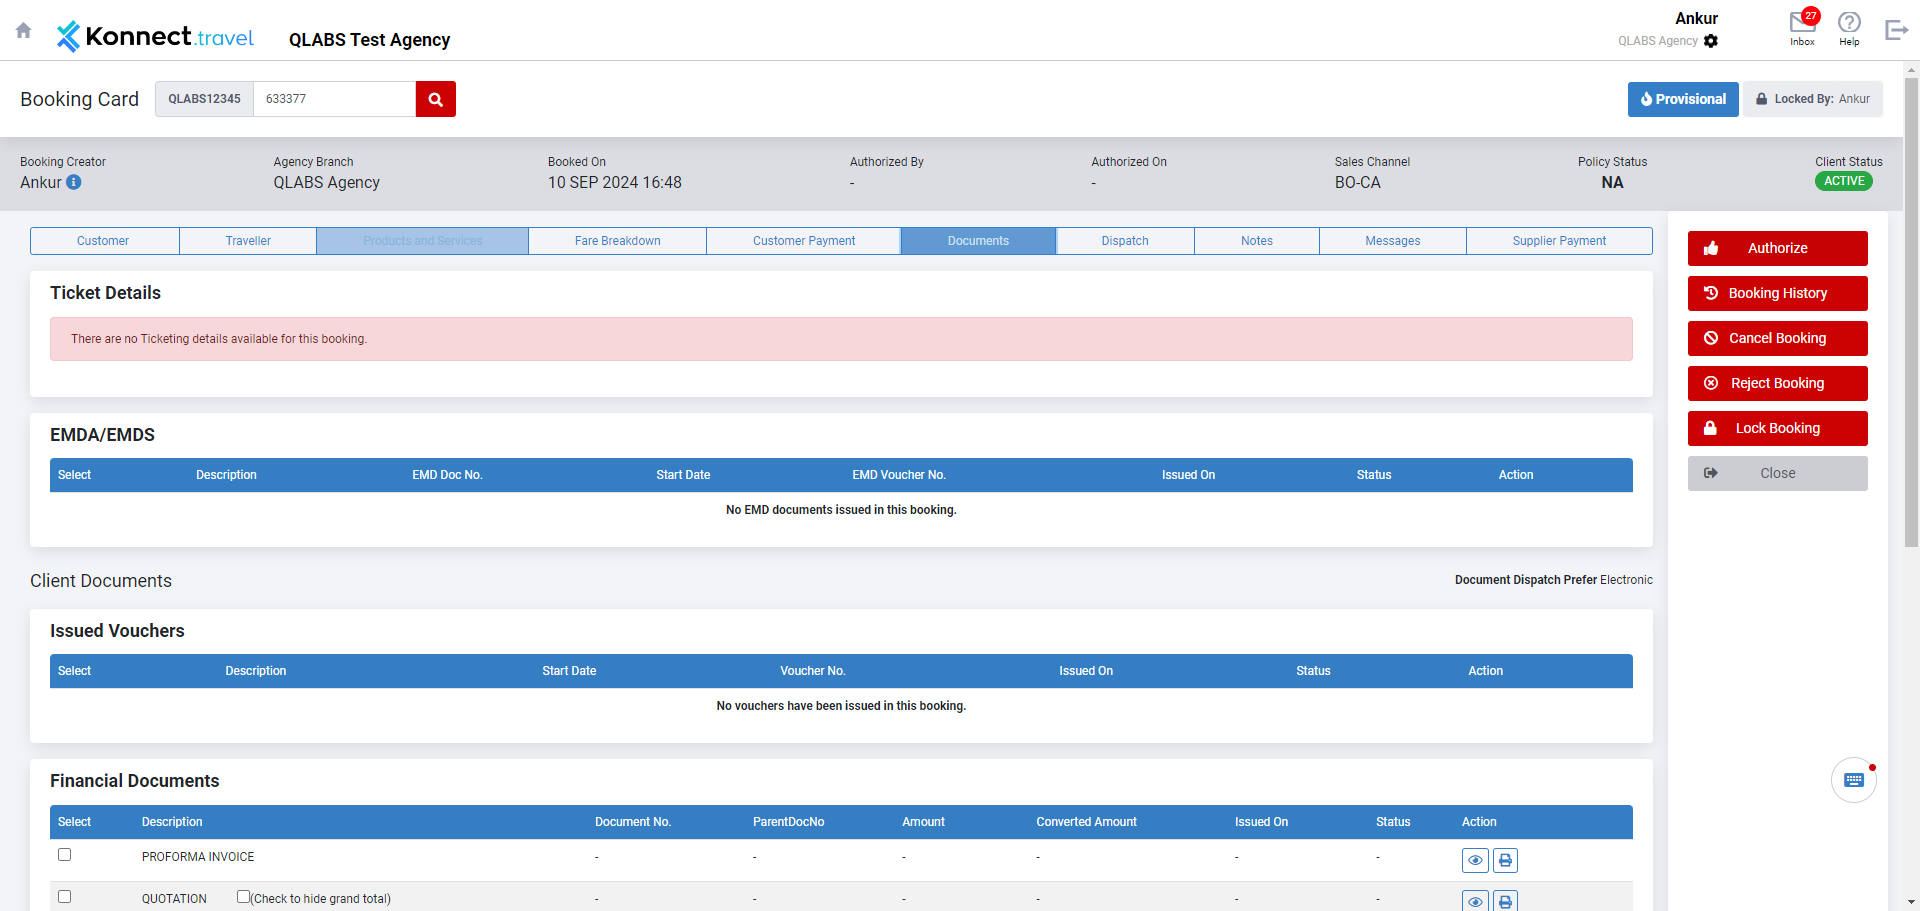 Konnect.travel
QLABS Test Agency
Ankur
QLABS Agency
27
Inbox
Help
Booking Card
QLABS12345
633377
Provisional
Locked By: Ankur
Booking Creator
Agency Branch
Booked On
Authorized By
Authorized On
Sales Channel
Policy Status
Client Status
Ankur
QLABS Agency
10 SEP 2024 16:48
-
-
BO-CA
NA
ACTIVE
Customer
Traveller
Products and Services
Fare Breakdown
Customer Payment
Documents
Dispatch
Notes
Messages
Supplier Payment
Authorize
Booking History
Cancel Booking
Reject Booking
Lock Booking
Close
Ticket Details
There are no Ticketing details available for this booking.
EMDA/EMDS
Select Description EMD Doc No. Start Date EMD Voucher No. Issued On Status Action
No EMD documents issued in this booking.
Client Documents
Document Dispatch Prefer Electronic
Issued Vouchers
Select Description Start Date Voucher No. Issued On Status Action
No vouchers have been issued in this booking.
Financial Documents
Select Description Document No. ParentDocNo Amount Converted Amount Issued On Status Action
PROFORMA INVOICE - - - - - -
QUOTATION (Check to hide grand total) - - - - - -